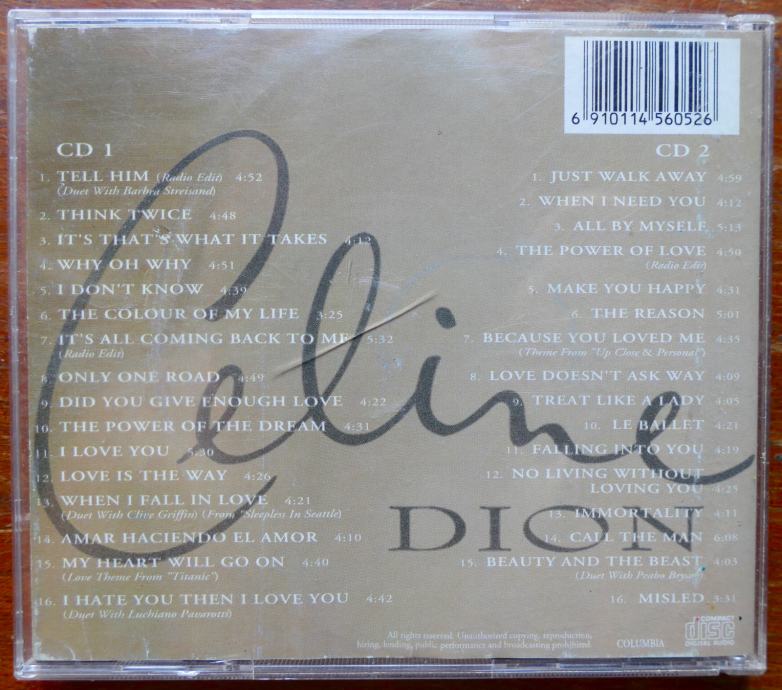 6 910114 560526
CD 1
1. TELL HIM (Radio Edit) 4:52
(Duet With Barbra Streisand)
2. THINK TWICE 4:48
3. IT'S THAT'S WHAT IT TAKES 4:12
4. WHY OH WHY 4:51
5. I DON'T KNOW 4:39
6. THE COLOUR OF MY LIFE 3:25
7. IT'S ALL COMING BACK TO ME 5:32
(Radio Edit)
8. ONLY ONE ROAD 4:49
9. DID YOU GIVE ENOUGH LOVE 4:22
10. THE POWER OF THE DREAM 4:31
11. I LOVE YOU 5:30
12. LOVE IS THE WAY 4:26
13. WHEN I FALL IN LOVE 4:21
(Duet With Clive Griffin) (From "Sleepless In Seattle)
14. AMAR HACIENDO EL AMOR 4:10
15. MY HEART WILL GO ON 4:40
(Love Theme From "Titanic")
16. I HATE YOU THEN I LOVE YOU 4:42
(Duet With Luchiano Pavarotti)
CD 2
1. JUST WALK AWAY 4:59
2. WHEN I NEED YOU 4:12
3. ALL BY MYSELF 5:13
4. THE POWER OF LOVE 4:50
(Radio Edit)
5. MAKE YOU HAPPY 4:31
6. THE REASON 5:01
7. BECAUSE YOU LOVED ME 4:35
(Theme From "Up Close & Personal")
8. LOVE DOESN'T ASK WAY 4:09
9. TREAT LIKE A LADY 4:05
10. LE BALLET 4:21
11. FALLING INTO YOU 4:19
12. NO LIVING WITHOUT
LOVING YOU 4:25
13. IMMORTALITY 4:11
14. CALL THE MAN 6:08
15. BEAUTY AND THE BEAST 4:03
(Duet With Peabo Bryson)
16. MISLED 3:31
Celine
DION
All rights reserved. Unauthorized copying, reproduction,
hiring, lending, public performance and broadcasting prohibited.
COLUMBIA
COMPACT
disc
DIGITAL AUDIO